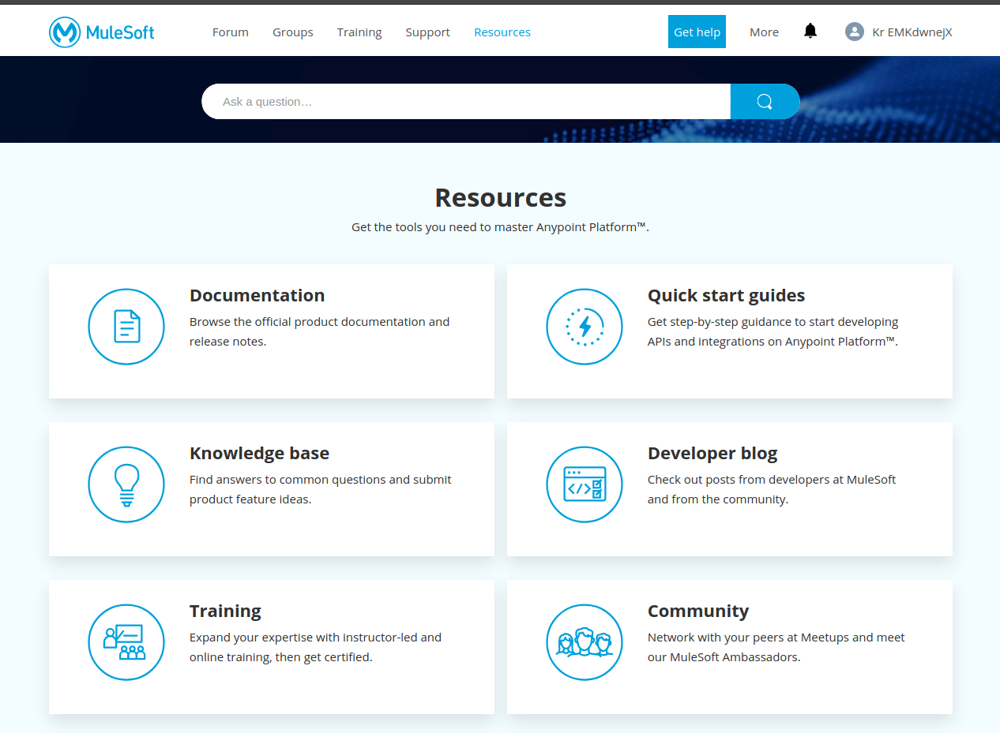 MuleSoft Forum Groups Training Support Resources Get help More Kr EMKdwnejX
Ask a question…
Resources
Get the tools you need to master Anypoint Platform™.
Documentation
Browse the official product documentation and
release notes.
Quick start guides
Get step-by-step guidance to start developing
APIs and integrations on Anypoint Platform™.
Knowledge base
Find answers to common questions and submit
product feature ideas.
Developer blog
Check out posts from developers at MuleSoft
and from the community.
Training
Expand your expertise with instructor-led and
online training, then get certified.
Community
Network with your peers at Meetups and meet
our MuleSoft Ambassadors.